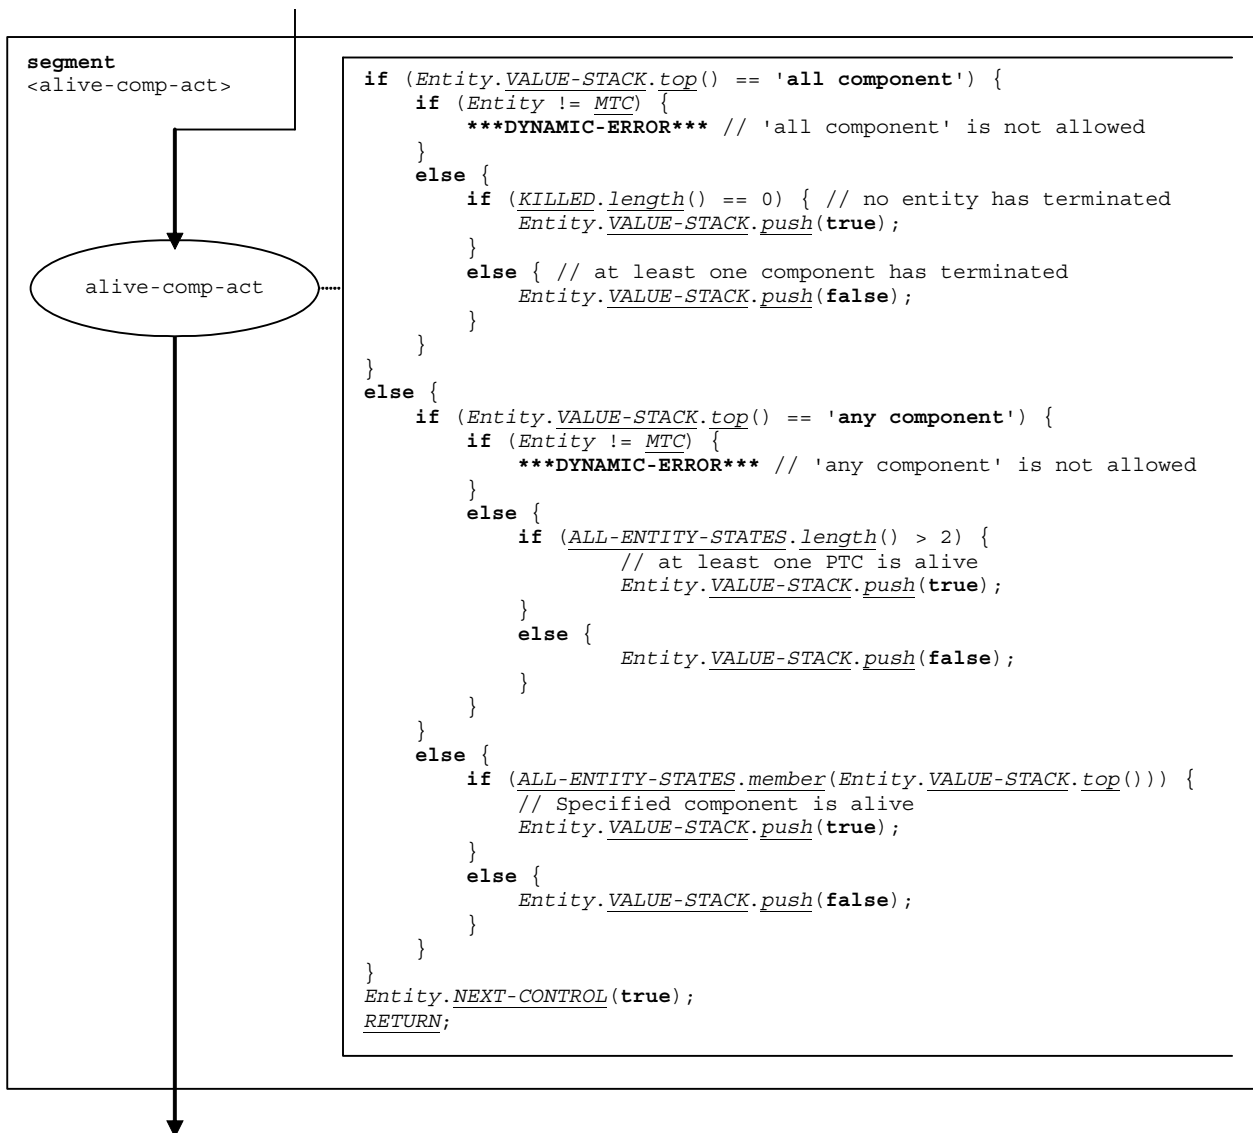 segment
<alive-comp-act>
alive-comp-act
if (Entity.VALUE-STACK.top() == 'all component') {
    if (Entity != MTC) {
        ***DYNAMIC-ERROR*** // 'all component' is not allowed
    }
    else {
        if (KILLED.length() == 0) { // no entity has terminated
            Entity.VALUE-STACK.push(true);
        }
        else { // at least one component has terminated
            Entity.VALUE-STACK.push(false);
        }
    }
}
else {
    if (Entity.VALUE-STACK.top() == 'any component') {
        if (Entity != MTC) {
            ***DYNAMIC-ERROR*** // 'any component' is not allowed
        }
        else {
            if (ALL-ENTITY-STATES.length() > 2) {
                    // at least one PTC is alive
                    Entity.VALUE-STACK.push(true);
            }
            else {
                    Entity.VALUE-STACK.push(false);
            }
        }
    }
    else {
        if (ALL-ENTITY-STATES.member(Entity.VALUE-STACK.top())) {
            // Specified component is alive
            Entity.VALUE-STACK.push(true);
        }
        else {
            Entity.VALUE-STACK.push(false);
        }
    }
}
Entity.NEXT-CONTROL(true);
RETURN;